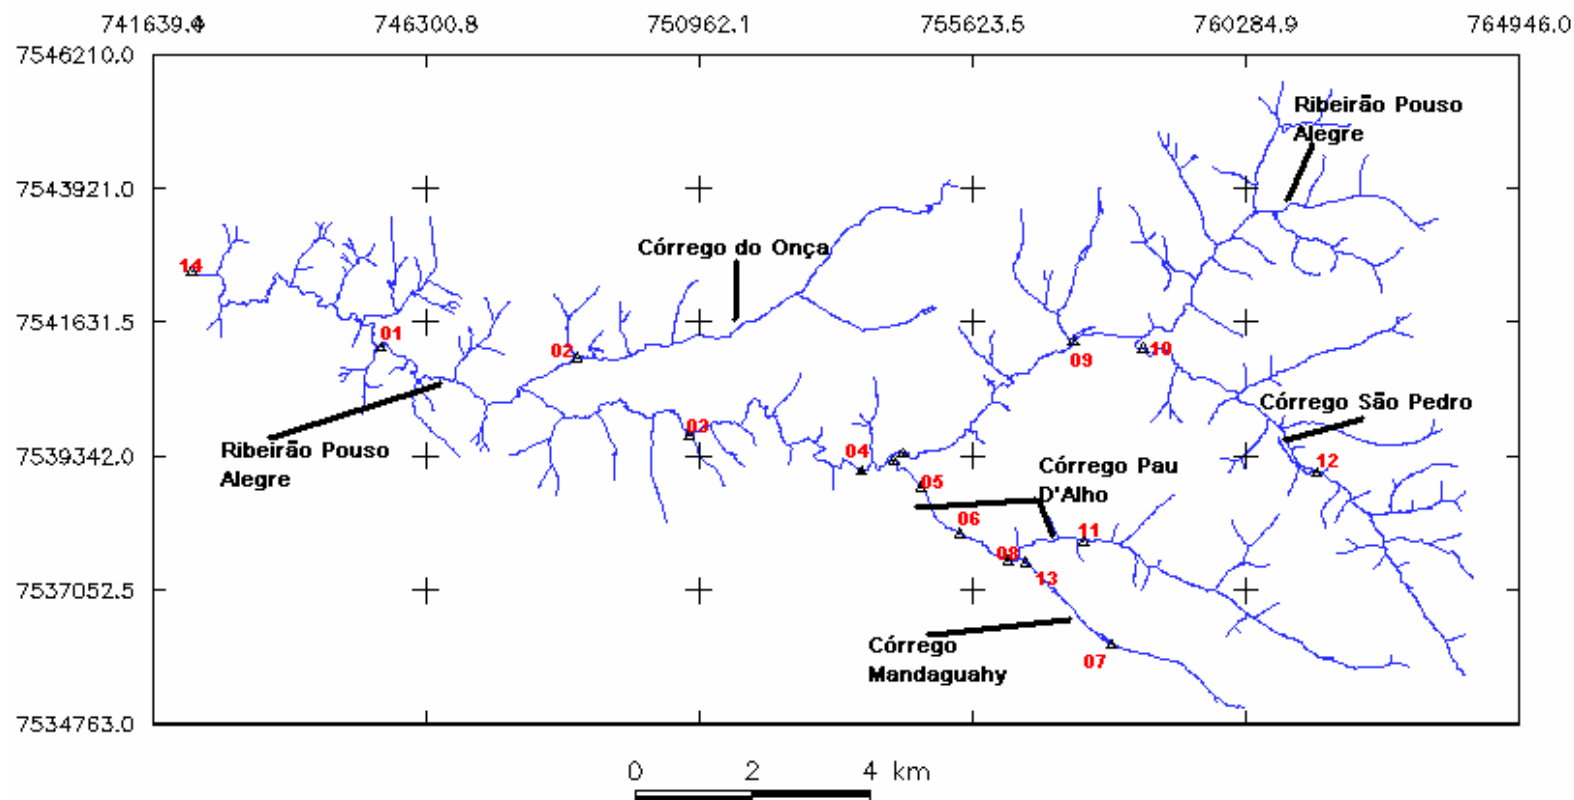 741639.4 746300.8 750962.1 755623.5 760284.9 764946.0
7546210.0
Ribeirão Pouso
Alegre
7543921.0
Córrego do Onça
14
7541631.5
01
02
09
10
Córrego São Pedro
03
Ribeirão Pouso
Alegre
7539342.0
04
05
Córrego Pau
D'Alho
12
06
11
08
13
7537052.5
Córrego
Mandaguahy
07
7534763.0
0 2 4 km